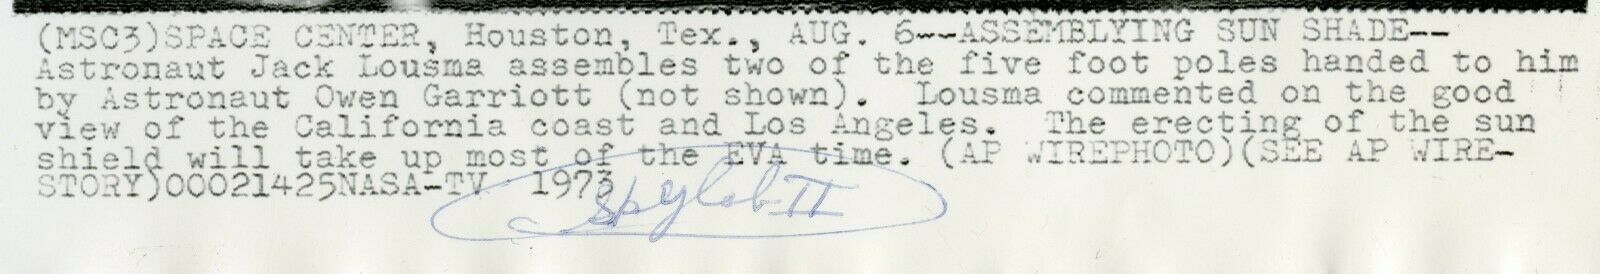 (MSC3)SPACE CENTER, Houston, Tex., AUG. 6--ASSEMBLYING SUN SHADE--
Astronaut Jack Lousma assembles two of the five foot poles handed to him
by Astronaut Owen Garriott (not shown). Lousma commented on the good
view of the California coast and Los Angeles. The erecting of the sun
shield will take up most of the EVA time. (AP WIREPHOTO)(SEE AP WIRE-
STORY)00021425NASA-TV 1973
Skylab II